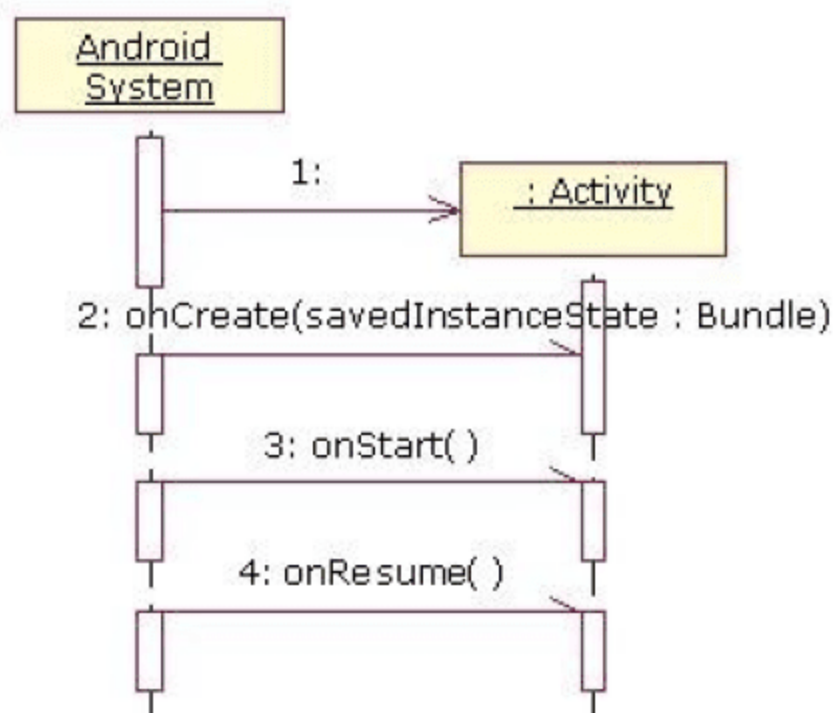 Android
System
1:
: Activity
2: onCreate(savedInstanceState : Bundle)
3: onStart( )
4: onResume( )